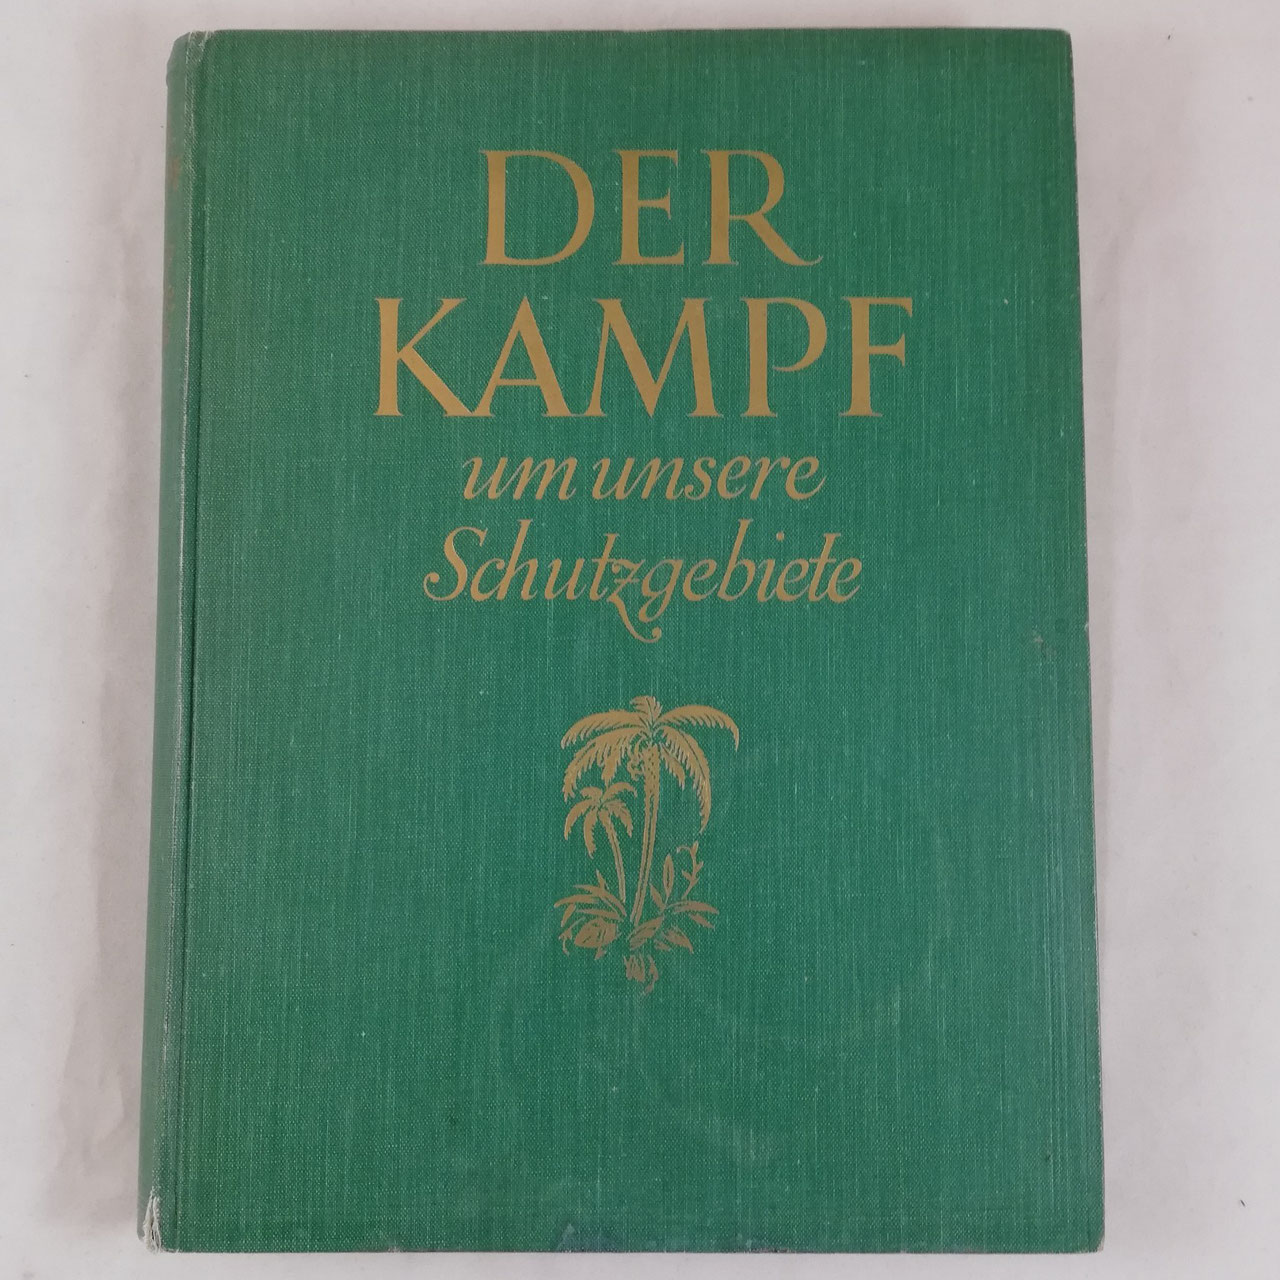 DER
KAMPF
um unsere
Schutzgebiete